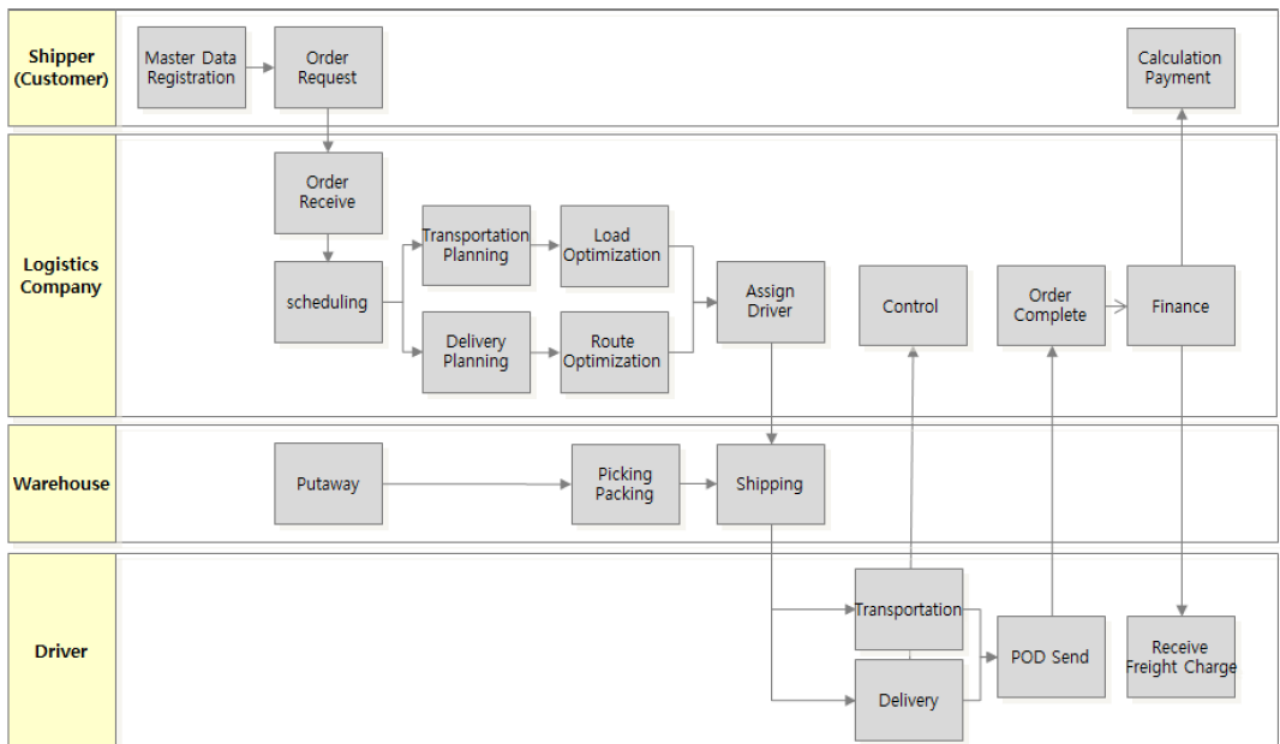 Shipper
(Customer)
Master Data
Registration
Order
Request
Calculation
Payment
Logistics
Company
Order
Receive
scheduling
Transportation
Planning
Load
Optimization
Delivery
Planning
Route
Optimization
Assign
Driver
Control
Order
Complete
Finance
Warehouse
Putaway
Picking
Packing
Shipping
Driver
Transportation
Delivery
POD Send
Receive
Freight Charge